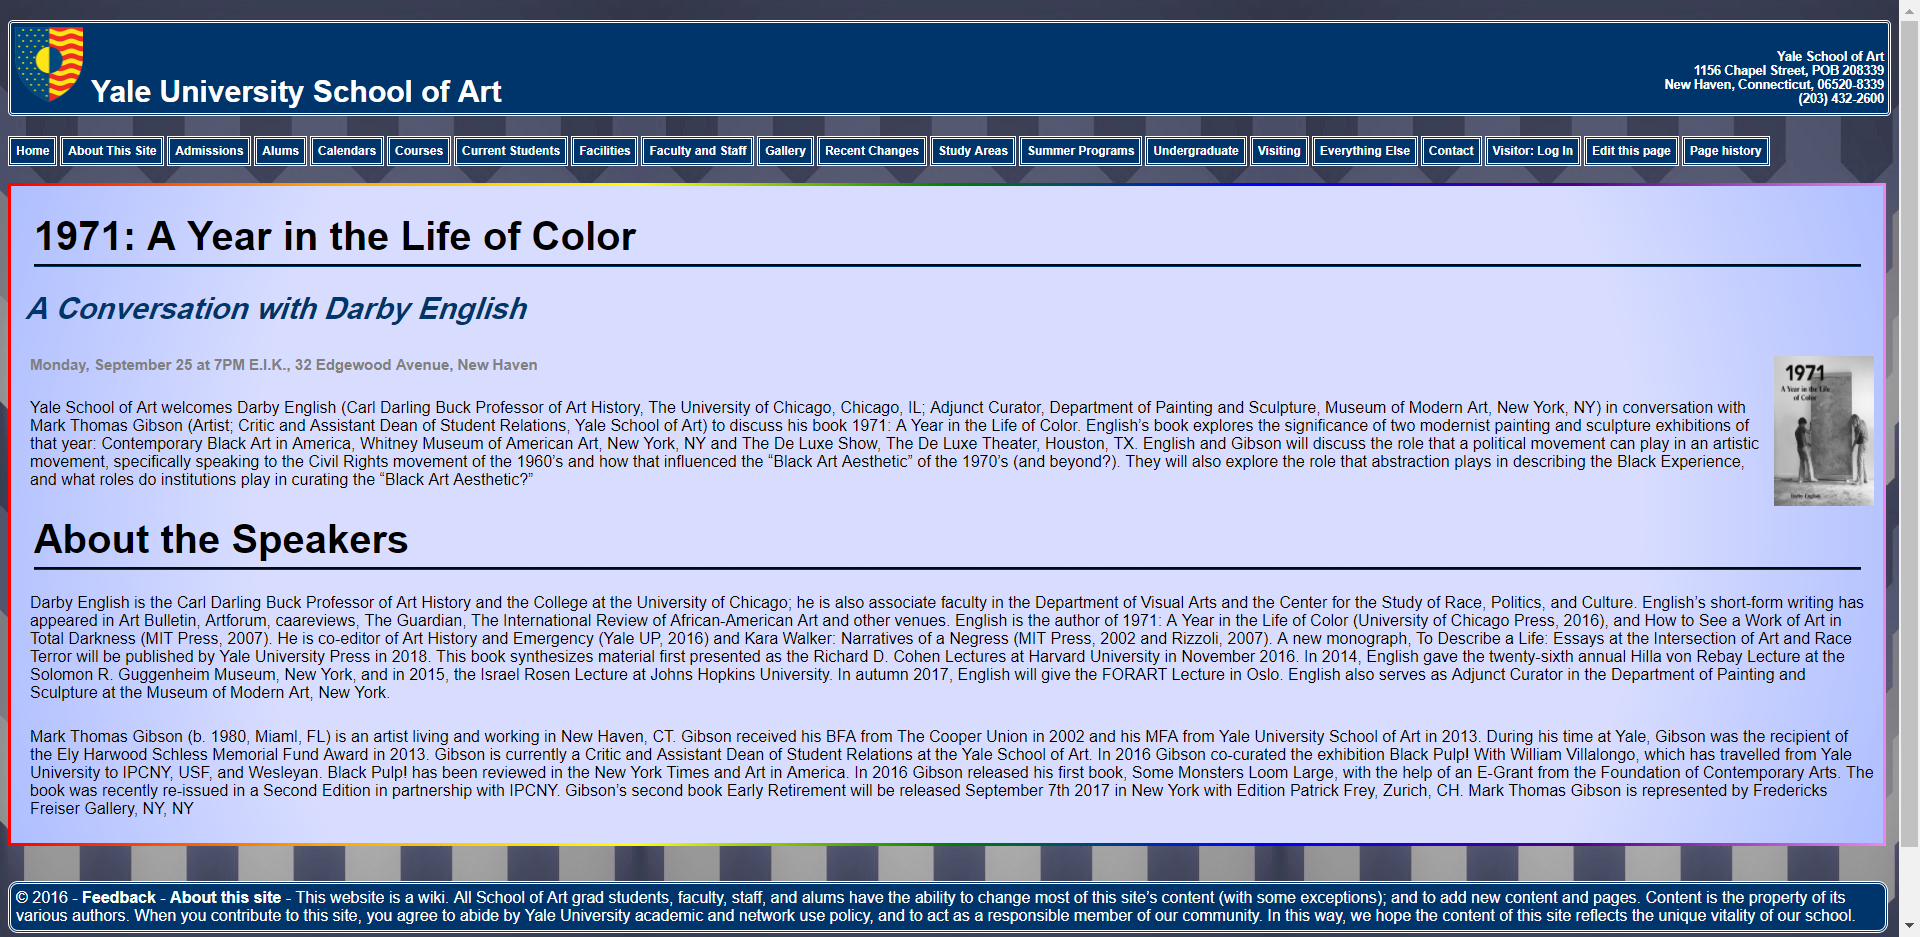 Yale University School of Art
Yale School of Art
1156 Chapel Street, POB 208339
New Haven, Connecticut, 06520-8339
(203) 432-2600
Home About This Site Admissions Alums Calendars Courses Current Students Facilities Faculty and Staff Gallery Recent Changes Study Areas Summer Programs Undergraduate Visiting Everything Else Contact Visitor: Log In Edit this page Page history
1971: A Year in the Life of Color
A Conversation with Darby English
Monday, September 25 at 7PM E.I.K., 32 Edgewood Avenue, New Haven
1971
A Year in the Life
of Color
Darby English
Yale School of Art welcomes Darby English (Carl Darling Buck Professor of Art History, The University of Chicago, Chicago, IL; Adjunct Curator, Department of Painting and Sculpture, Museum of Modern Art, New York, NY) in conversation with
Mark Thomas Gibson (Artist; Critic and Assistant Dean of Student Relations, Yale School of Art) to discuss his book 1971: A Year in the Life of Color. English’s book explores the significance of two modernist painting and sculpture exhibitions of
that year: Contemporary Black Art in America, Whitney Museum of American Art, New York, NY and The De Luxe Show, The De Luxe Theater, Houston, TX. English and Gibson will discuss the role that a political movement can play in an artistic
movement, specifically speaking to the Civil Rights movement of the 1960’s and how that influenced the “Black Art Aesthetic” of the 1970’s (and beyond?). They will also explore the role that abstraction plays in describing the Black Experience,
and what roles do institutions play in curating the “Black Art Aesthetic?”
About the Speakers
Darby English is the Carl Darling Buck Professor of Art History and the College at the University of Chicago; he is also associate faculty in the Department of Visual Arts and the Center for the Study of Race, Politics, and Culture. English’s short-form writing has
appeared in Art Bulletin, Artforum, caareviews, The Guardian, The International Review of African-American Art and other venues. English is the author of 1971: A Year in the Life of Color (University of Chicago Press, 2016), and How to See a Work of Art in
Total Darkness (MIT Press, 2007). He is co-editor of Art History and Emergency (Yale UP, 2016) and Kara Walker: Narratives of a Negress (MIT Press, 2002 and Rizzoli, 2007). A new monograph, To Describe a Life: Essays at the Intersection of Art and Race
Terror will be published by Yale University Press in 2018. This book synthesizes material first presented as the Richard D. Cohen Lectures at Harvard University in November 2016. In 2014, English gave the twenty-sixth annual Hilla von Rebay Lecture at the
Solomon R. Guggenheim Museum, New York, and in 2015, the Israel Rosen Lecture at Johns Hopkins University. In autumn 2017, English will give the FORART Lecture in Oslo. English also serves as Adjunct Curator in the Department of Painting and
Sculpture at the Museum of Modern Art, New York.
Mark Thomas Gibson (b. 1980, Miaml, FL) is an artist living and working in New Haven, CT. Gibson received his BFA from The Cooper Union in 2002 and his MFA from Yale University School of Art in 2013. During his time at Yale, Gibson was the recipient of
the Ely Harwood Schless Memorial Fund Award in 2013. Gibson is currently a Critic and Assistant Dean of Student Relations at the Yale School of Art. In 2016 Gibson co-curated the exhibition Black Pulp! With William Villalongo, which has travelled from Yale
University to IPCNY, USF, and Wesleyan. Black Pulp! has been reviewed in the New York Times and Art in America. In 2016 Gibson released his first book, Some Monsters Loom Large, with the help of an E-Grant from the Foundation of Contemporary Arts. The
book was recently re-issued in a Second Edition in partnership with IPCNY. Gibson’s second book Early Retirement will be released September 7th 2017 in New York with Edition Patrick Frey, Zurich, CH. Mark Thomas Gibson is represented by Fredericks
Freiser Gallery, NY, NY
© 2016 - Feedback - About this site - This website is a wiki. All School of Art grad students, faculty, staff, and alums have the ability to change most of this site’s content (with some exceptions); and to add new content and pages. Content is the property of its
various authors. When you contribute to this site, you agree to abide by Yale University academic and network use policy, and to act as a responsible member of our community. In this way, we hope the content of this site reflects the unique vitality of our school.